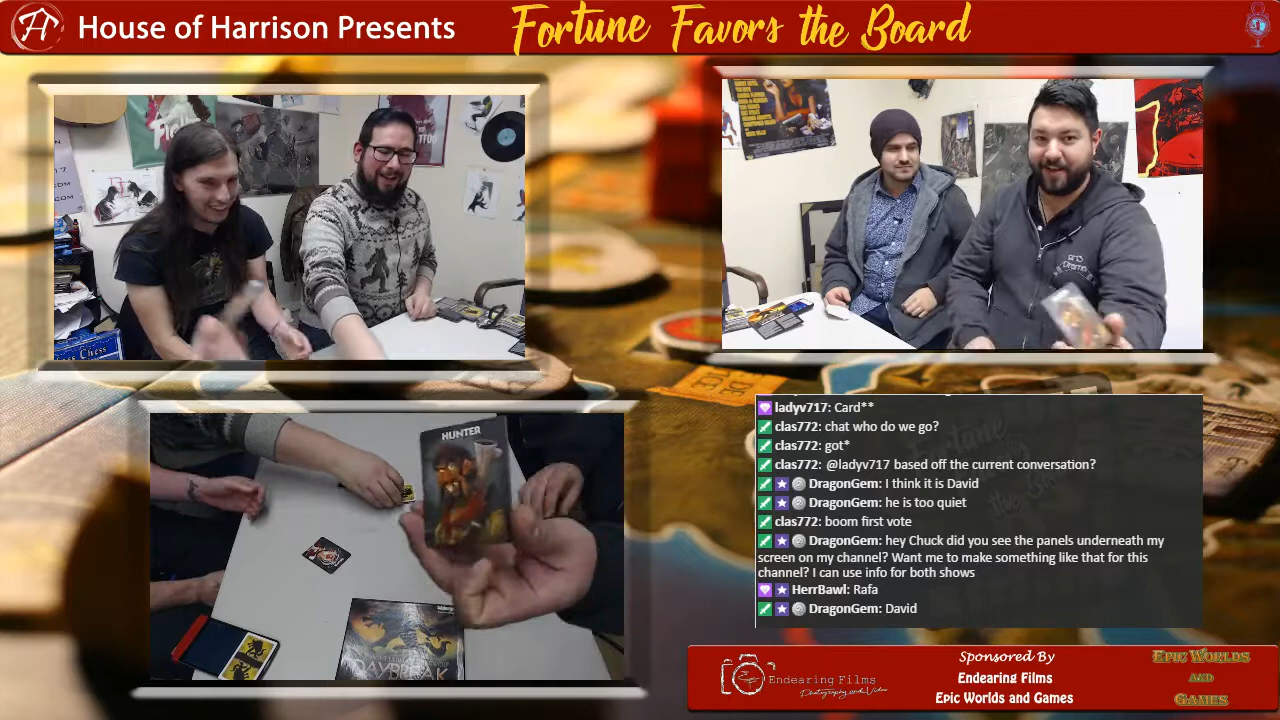 House of Harrison Presents
Fortune Favors the Board
HUNTER
DAYBREAK
ladyv717: Card**
clas772: chat who do we go?
clas772: got*
clas772: @ladyv717 based off the current conversation?
DragonGem: I think it is David
DragonGem: he is too quiet
clas772: boom first vote
DragonGem: hey Chuck did you see the panels underneath my
screen on my channel? Want me to make something like that for this
channel? I can use info for both shows
HerrBawl: Rafa
DragonGem: David
Endearing Films
Photography and Video
Sponsored By
Endearing Films
Epic Worlds and Games
Epic Worlds
and
Games